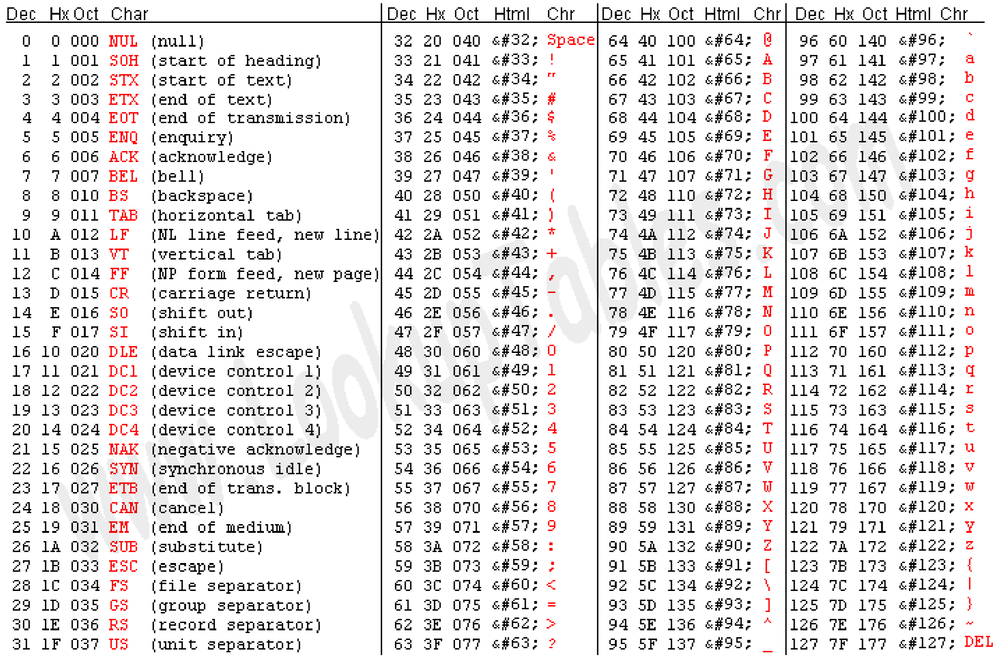 Dec Hx Oct Char Dec Hx Oct Html Chr Dec Hx Oct Html Chr Dec Hx Oct Html Chr
0 0 000 NUL (null) 32 20 040 &#32; Space 64 40 100 &#64; @ 96 60 140 &#96; `
1 1 001 SOH (start of heading) 33 21 041 &#33; ! 65 41 101 &#65; A 97 61 141 &#97; a
2 2 002 STX (start of text) 34 22 042 &#34; " 66 42 102 &#66; B 98 62 142 &#98; b
3 3 003 ETX (end of text) 35 23 043 &#35; # 67 43 103 &#67; C 99 63 143 &#99; c
4 4 004 EOT (end of transmission) 36 24 044 &#36; $ 68 44 104 &#68; D 100 64 144 &#100; d
5 5 005 ENQ (enquiry) 37 25 045 &#37; % 69 45 105 &#69; E 101 65 145 &#101; e
6 6 006 ACK (acknowledge) 38 26 046 &#38; & 70 46 106 &#70; F 102 66 146 &#102; f
7 7 007 BEL (bell) 39 27 047 &#39; ' 71 47 107 &#71; G 103 67 147 &#103; g
8 8 010 BS (backspace) 40 28 050 &#40; ( 72 48 110 &#72; H 104 68 150 &#104; h
9 9 011 TAB (horizontal tab) 41 29 051 &#41; ) 73 49 111 &#73; I 105 69 151 &#105; i
10 A 012 LF (NL line feed, new line) 42 2A 052 &#42; * 74 4A 112 &#74; J 106 6A 152 &#106; j
11 B 013 VT (vertical tab) 43 2B 053 &#43; + 75 4B 113 &#75; K 107 6B 153 &#107; k
12 C 014 FF (NP form feed, new page) 44 2C 054 &#44; , 76 4C 114 &#76; L 108 6C 154 &#108; l
13 D 015 CR (carriage return) 45 2D 055 &#45; - 77 4D 115 &#77; M 109 6D 155 &#109; m
14 E 016 SO (shift out) 46 2E 056 &#46; . 78 4E 116 &#78; N 110 6E 156 &#110; n
15 F 017 SI (shift in) 47 2F 057 &#47; / 79 4F 117 &#79; O 111 6F 157 &#111; o
16 10 020 DLE (data link escape) 48 30 060 &#48; 0 80 50 120 &#80; P 112 70 160 &#112; p
17 11 021 DC1 (device control 1) 49 31 061 &#49; 1 81 51 121 &#81; Q 113 71 161 &#113; q
18 12 022 DC2 (device control 2) 50 32 062 &#50; 2 82 52 122 &#82; R 114 72 162 &#114; r
19 13 023 DC3 (device control 3) 51 33 063 &#51; 3 83 53 123 &#83; S 115 73 163 &#115; s
20 14 024 DC4 (device control 4) 52 34 064 &#52; 4 84 54 124 &#84; T 116 74 164 &#116; t
21 15 025 NAK (negative acknowledge) 53 35 065 &#53; 5 85 55 125 &#85; U 117 75 165 &#117; u
22 16 026 SYN (synchronous idle) 54 36 066 &#54; 6 86 56 126 &#86; V 118 76 166 &#118; v
23 17 027 ETB (end of trans. block) 55 37 067 &#55; 7 87 57 127 &#87; W 119 77 167 &#119; w
24 18 030 CAN (cancel) 56 38 070 &#56; 8 88 58 130 &#88; X 120 78 170 &#120; x
25 19 031 EM (end of medium) 57 39 071 &#57; 9 89 59 131 &#89; Y 121 79 171 &#121; y
26 1A 032 SUB (substitute) 58 3A 072 &#58; : 90 5A 132 &#90; Z 122 7A 172 &#122; z
27 1B 033 ESC (escape) 59 3B 073 &#59; ; 91 5B 133 &#91; [ 123 7B 173 &#123; {
28 1C 034 FS (file separator) 60 3C 074 &#60; < 92 5C 134 &#92; \ 124 7C 174 &#124; |
29 1D 035 GS (group separator) 61 3D 075 &#61; = 93 5D 135 &#93; ] 125 7D 175 &#125; }
30 1E 036 RS (record separator) 62 3E 076 &#62; > 94 5E 136 &#94; ^ 126 7E 176 &#126; ~
31 1F 037 US (unit separator) 63 3F 077 &#63; ? 95 5F 137 &#95; _ 127 7F 177 &#127; DEL
www.LookupTables.com